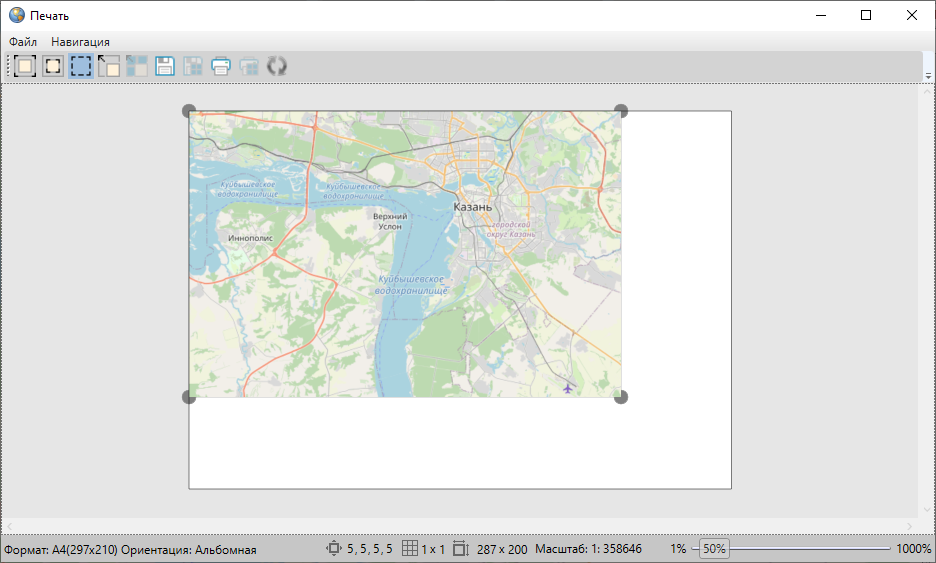 Печать
Файл Навигация
Куйбышевское
водохранилище
Куйбышевское
водохранилище
Казань
Верхний
Услон
городской
округ Казань
Иннополис
Куйбышевское
водохранилище
Формат: A4(297x210) Ориентация: Альбомная 5, 5, 5, 5 1 x 1 287 x 200 Масштаб: 1: 358646 1% 50% 1000%